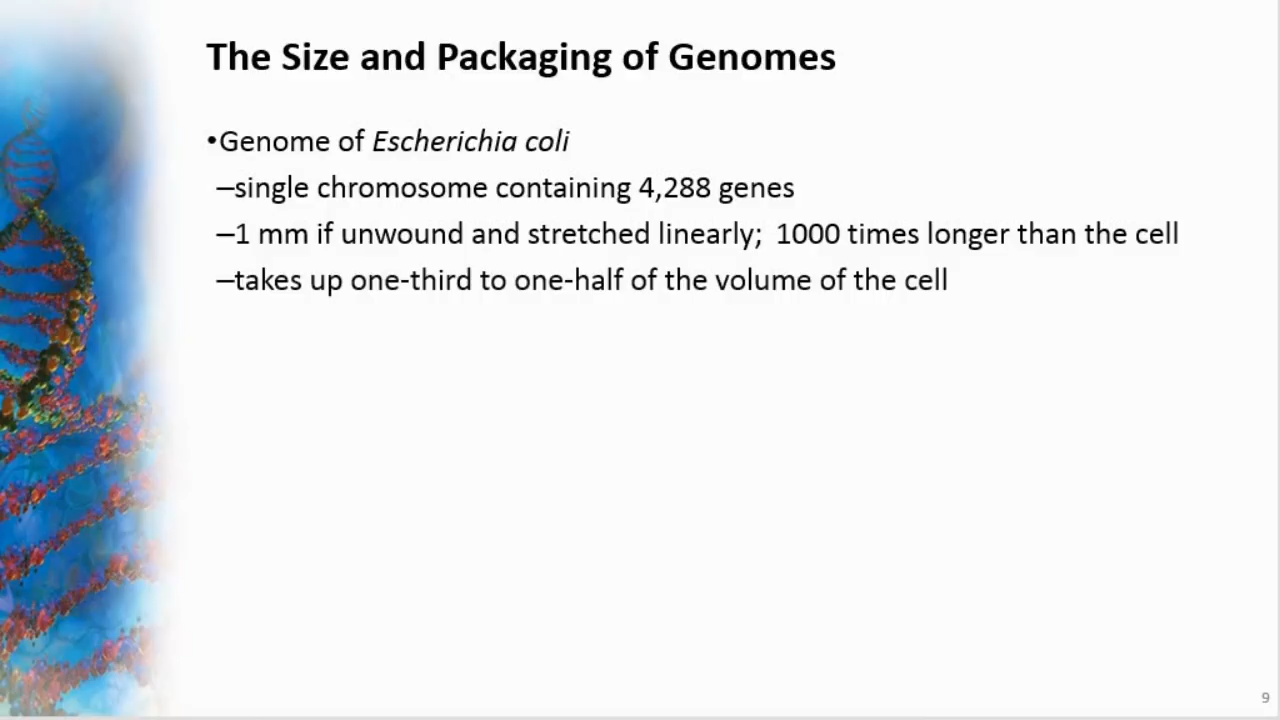 The Size and Packaging of Genomes
•Genome of Escherichia coli
–single chromosome containing 4,288 genes
–1 mm if unwound and stretched linearly;  1000 times longer than the cell
–takes up one-third to one-half of the volume of the cell
9